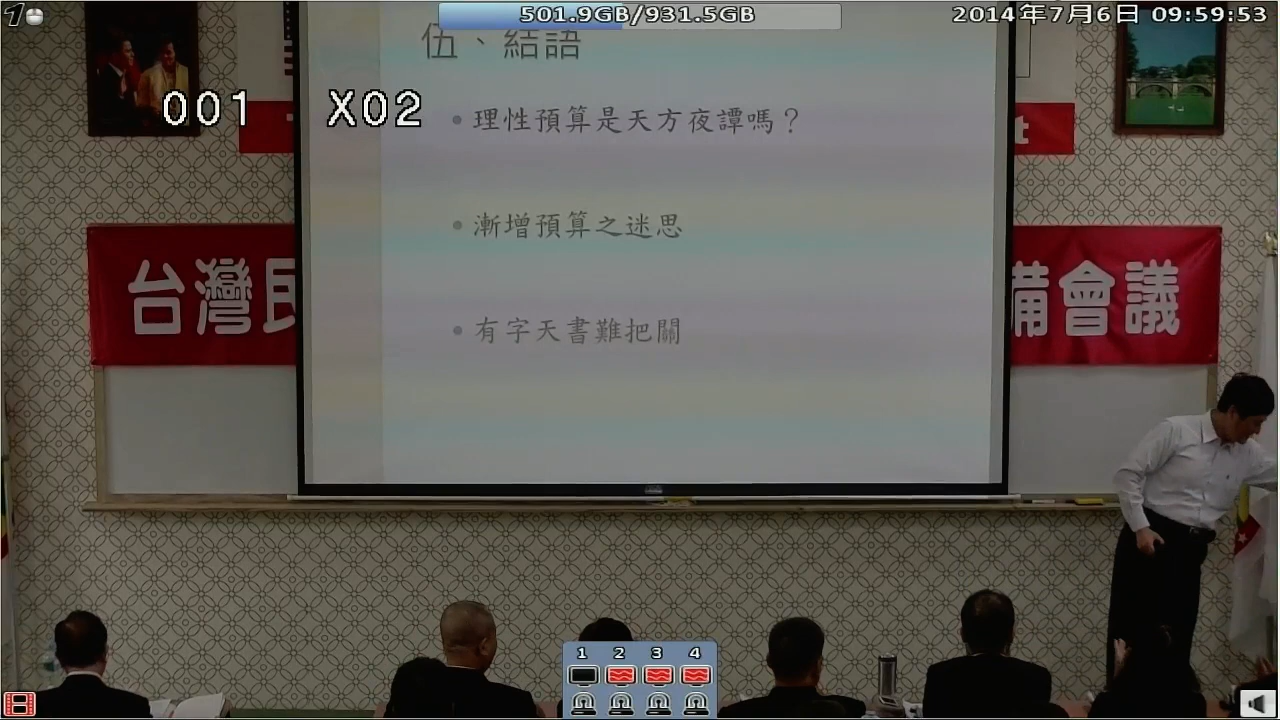 1
501.9GB/931.5GB
2014年7月6日 09:59:53
伍、結語
001 X02
• 理性預算是天方夜譚嗎？
t
• 漸增預算之迷思
台灣民
備會議
• 有字天書難把關
1 2 3 4